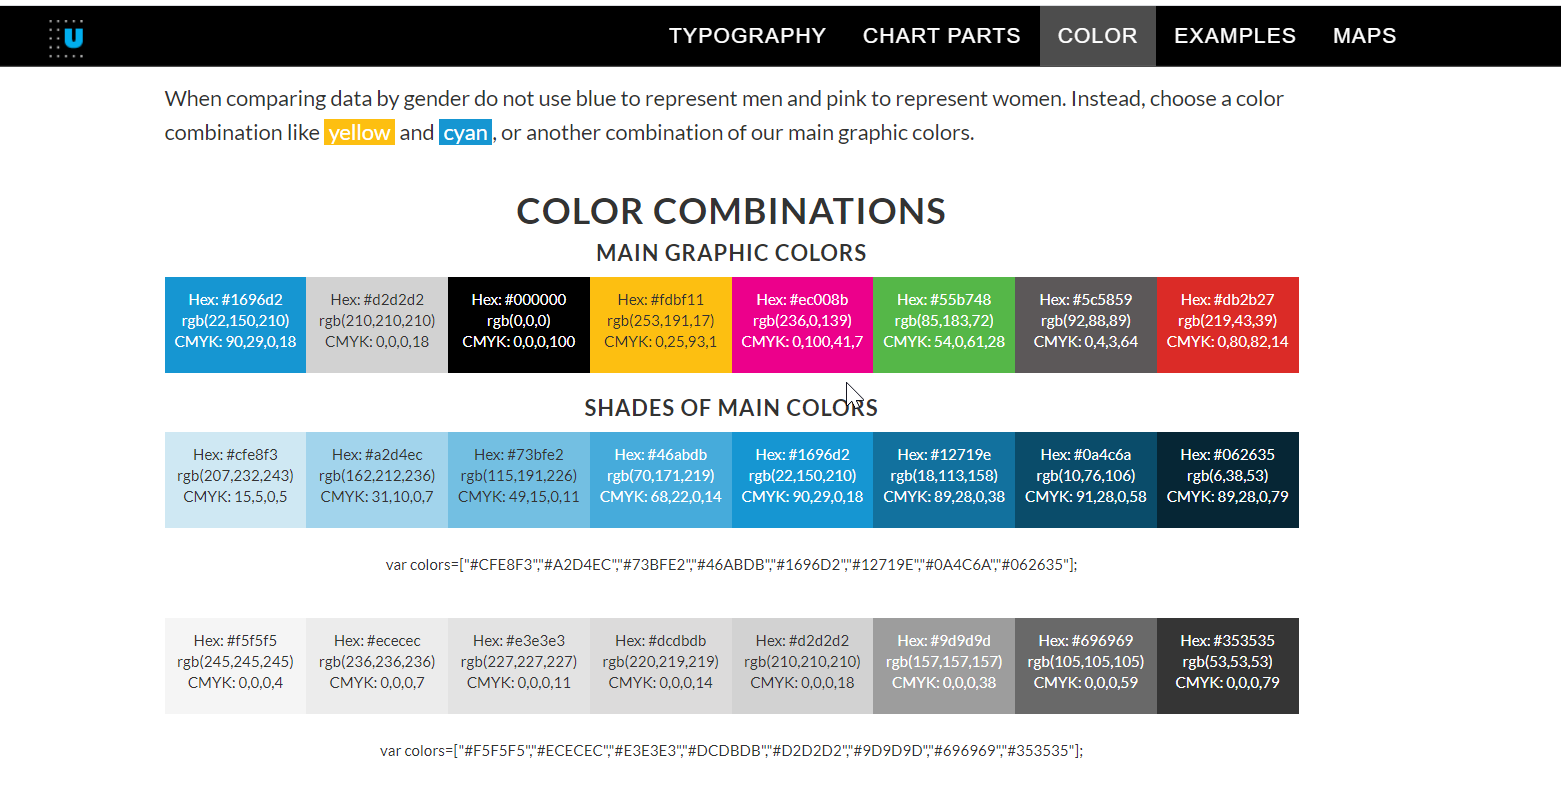 U
TYPOGRAPHY CHART PARTS COLOR EXAMPLES MAPS
When comparing data by gender do not use blue to represent men and pink to represent women. Instead, choose a color
combination like yellow and cyan, or another combination of our main graphic colors.
COLOR COMBINATIONS
MAIN GRAPHIC COLORS
Hex: #1696d2 Hex: #d2d2d2 Hex: #000000 Hex: #fdbf11 Hex: #ec008b Hex: #55b748 Hex: #5c5859 Hex: #db2b27
rgb(22,150,210) rgb(210,210,210) rgb(0,0,0) rgb(253,191,17) rgb(236,0,139) rgb(85,183,72) rgb(92,88,89) rgb(219,43,39)
CMYK: 90,29,0,18 CMYK: 0,0,0,18 CMYK: 0,0,0,100 CMYK: 0,25,93,1 CMYK: 0,100,41,7 CMYK: 54,0,61,28 CMYK: 0,4,3,64 CMYK: 0,80,82,14
SHADES OF MAIN COLORS
Hex: #cfe8f3 Hex: #a2d4ec Hex: #73bfe2 Hex: #46abdb Hex: #1696d2 Hex: #12719e Hex: #0a4c6a Hex: #062635
rgb(207,232,243) rgb(162,212,236) rgb(115,191,226) rgb(70,171,219) rgb(22,150,210) rgb(18,113,158) rgb(10,76,106) rgb(6,38,53)
CMYK: 15,5,0,5 CMYK: 31,10,0,7 CMYK: 49,15,0,11 CMYK: 68,22,0,14 CMYK: 90,29,0,18 CMYK: 89,28,0,38 CMYK: 91,28,0,58 CMYK: 89,28,0,79
var colors=["#CFE8F3","#A2D4EC","#73BFE2","#46ABDB","#1696D2","#12719E","#0A4C6A","#062635"];
Hex: #f5f5f5 Hex: #ececec Hex: #e3e3e3 Hex: #dcdbdb Hex: #d2d2d2 Hex: #9d9d9d Hex: #696969 Hex: #353535
rgb(245,245,245) rgb(236,236,236) rgb(227,227,227) rgb(220,219,219) rgb(210,210,210) rgb(157,157,157) rgb(105,105,105) rgb(53,53,53)
CMYK: 0,0,0,4 CMYK: 0,0,0,7 CMYK: 0,0,0,11 CMYK: 0,0,0,14 CMYK: 0,0,0,18 CMYK: 0,0,0,38 CMYK: 0,0,0,59 CMYK: 0,0,0,79
var colors=["#F5F5F5","#ECECEC","#E3E3E3","#DCDBDB","#D2D2D2","#9D9D9D","#696969","#353535"];